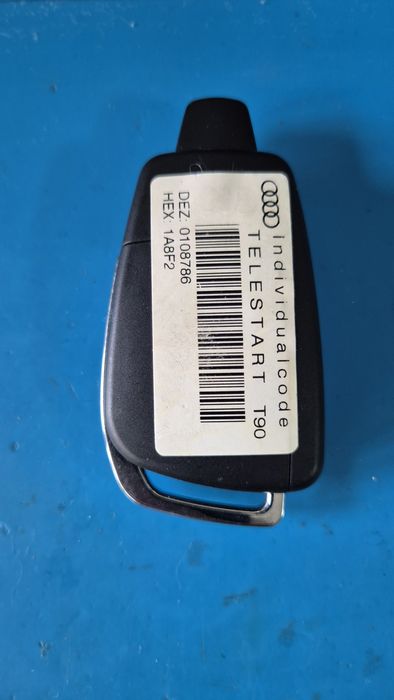 individualcode
TELESTART T90
DEZ: 0108786
HEX: 1A8F2